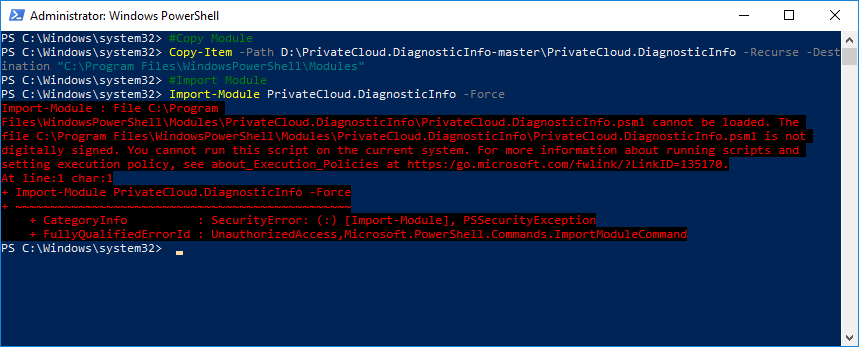 Administrator: Windows PowerShell
PS C:\Windows\system32> #Copy Module
PS C:\Windows\system32> Copy-Item -Path D:\PrivateCloud.DiagnosticInfo-master\PrivateCloud.DiagnosticInfo -Recurse -Dest
ination "C:\Program Files\WindowsPowerShell\Modules"
PS C:\Windows\system32> #Import Module
PS C:\Windows\system32> Import-Module PrivateCloud.DiagnosticInfo -Force
Import-Module : File C:\Program
Files\WindowsPowerShell\Modules\PrivateCloud.DiagnosticInfo\PrivateCloud.DiagnosticInfo.psm1 cannot be loaded. The
file C:\Program Files\WindowsPowerShell\Modules\PrivateCloud.DiagnosticInfo\PrivateCloud.DiagnosticInfo.psm1 is not
digitally signed. You cannot run this script on the current system. For more information about running scripts and
setting execution policy, see about_Execution_Policies at https:/go.microsoft.com/fwlink/?LinkID=135170.
At line:1 char:1
+ Import-Module PrivateCloud.DiagnosticInfo -Force
+ ~~~~~~~~~~~~~~~~~~~~~~~~~~~~~~~~~~~~~~~~~~~~~~~~
    + CategoryInfo          : SecurityError: (:) [Import-Module], PSSecurityException
    + FullyQualifiedErrorId : UnauthorizedAccess,Microsoft.PowerShell.Commands.ImportModuleCommand
PS C:\Windows\system32>